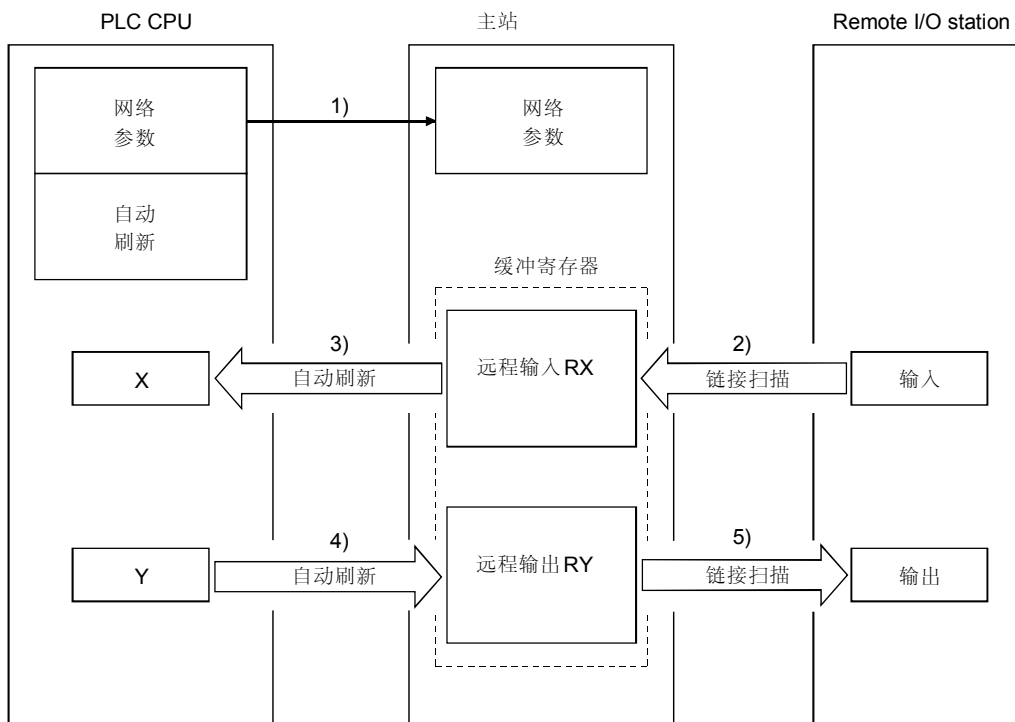 PLC CPU
主站
Remote I/O station
网络
参数
1)
网络
参数
自动
刷新
缓冲寄存器
X
3)
自动刷新
远程输入RX
2)
链接扫描
输入
Y
4)
自动刷新
远程输出RY
5)
链接扫描
输出